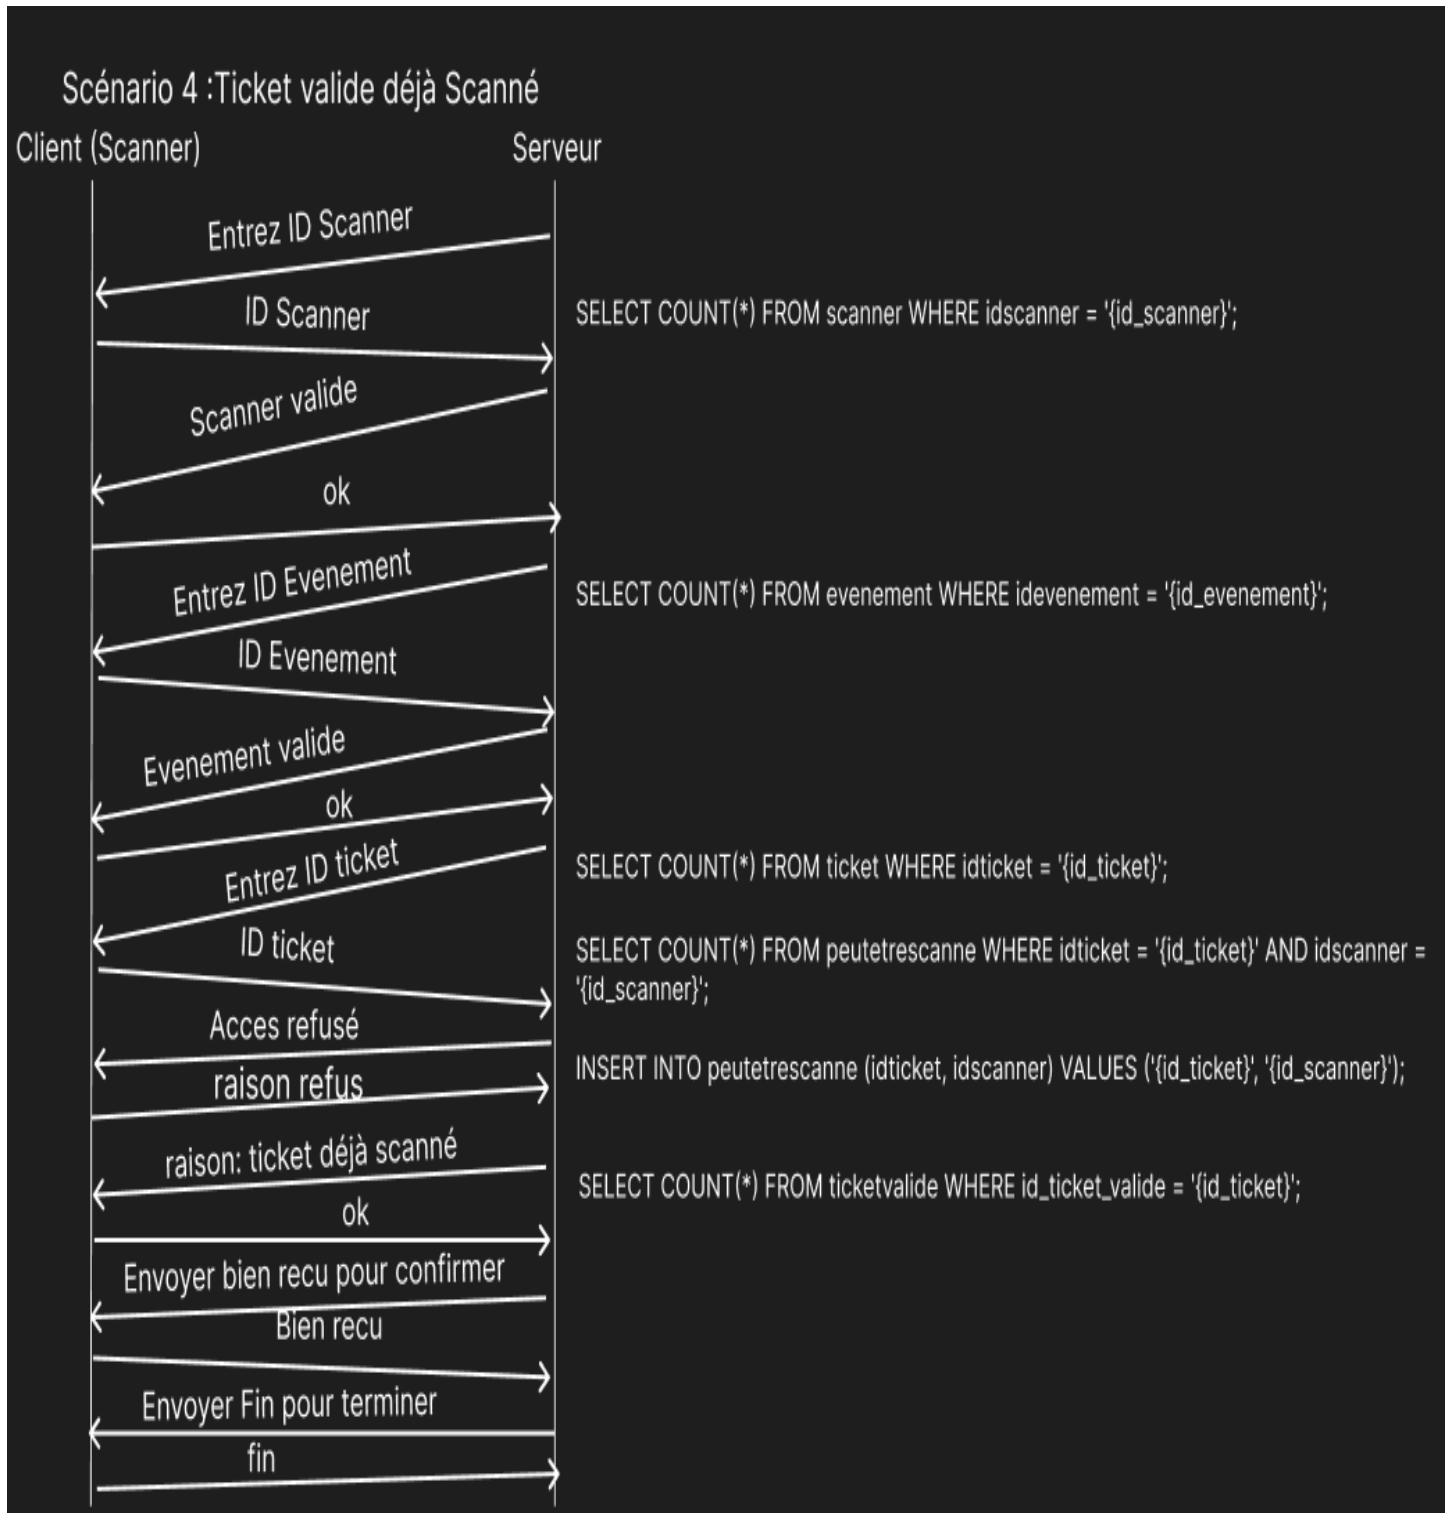 Scénario 4 :Ticket valide déjà Scanné
Client (Scanner)
Serveur
Entrez ID Scanner
ID Scanner
SELECT COUNT(*) FROM scanner WHERE idscanner = '{id_scanner}';
Scanner valide
ok
Entrez ID Evenement
SELECT COUNT(*) FROM evenement WHERE idevenement = '{id_evenement}';
ID Evenement
Evenement valide
ok
Entrez ID ticket
SELECT COUNT(*) FROM ticket WHERE idticket = '{id_ticket}';
ID ticket
SELECT COUNT(*) FROM peutetrescanne WHERE idticket = '{id_ticket}' AND idscanner =
'{id_scanner}';
Acces refusé
INSERT INTO peutetrescanne (idticket, idscanner) VALUES ('{id_ticket}', '{id_scanner}');
raison refus
raison: ticket déjà scanné
SELECT COUNT(*) FROM ticketvalide WHERE id_ticket_valide = '{id_ticket}';
ok
Envoyer bien recu pour confirmer
Bien recu
Envoyer Fin pour terminer
fin